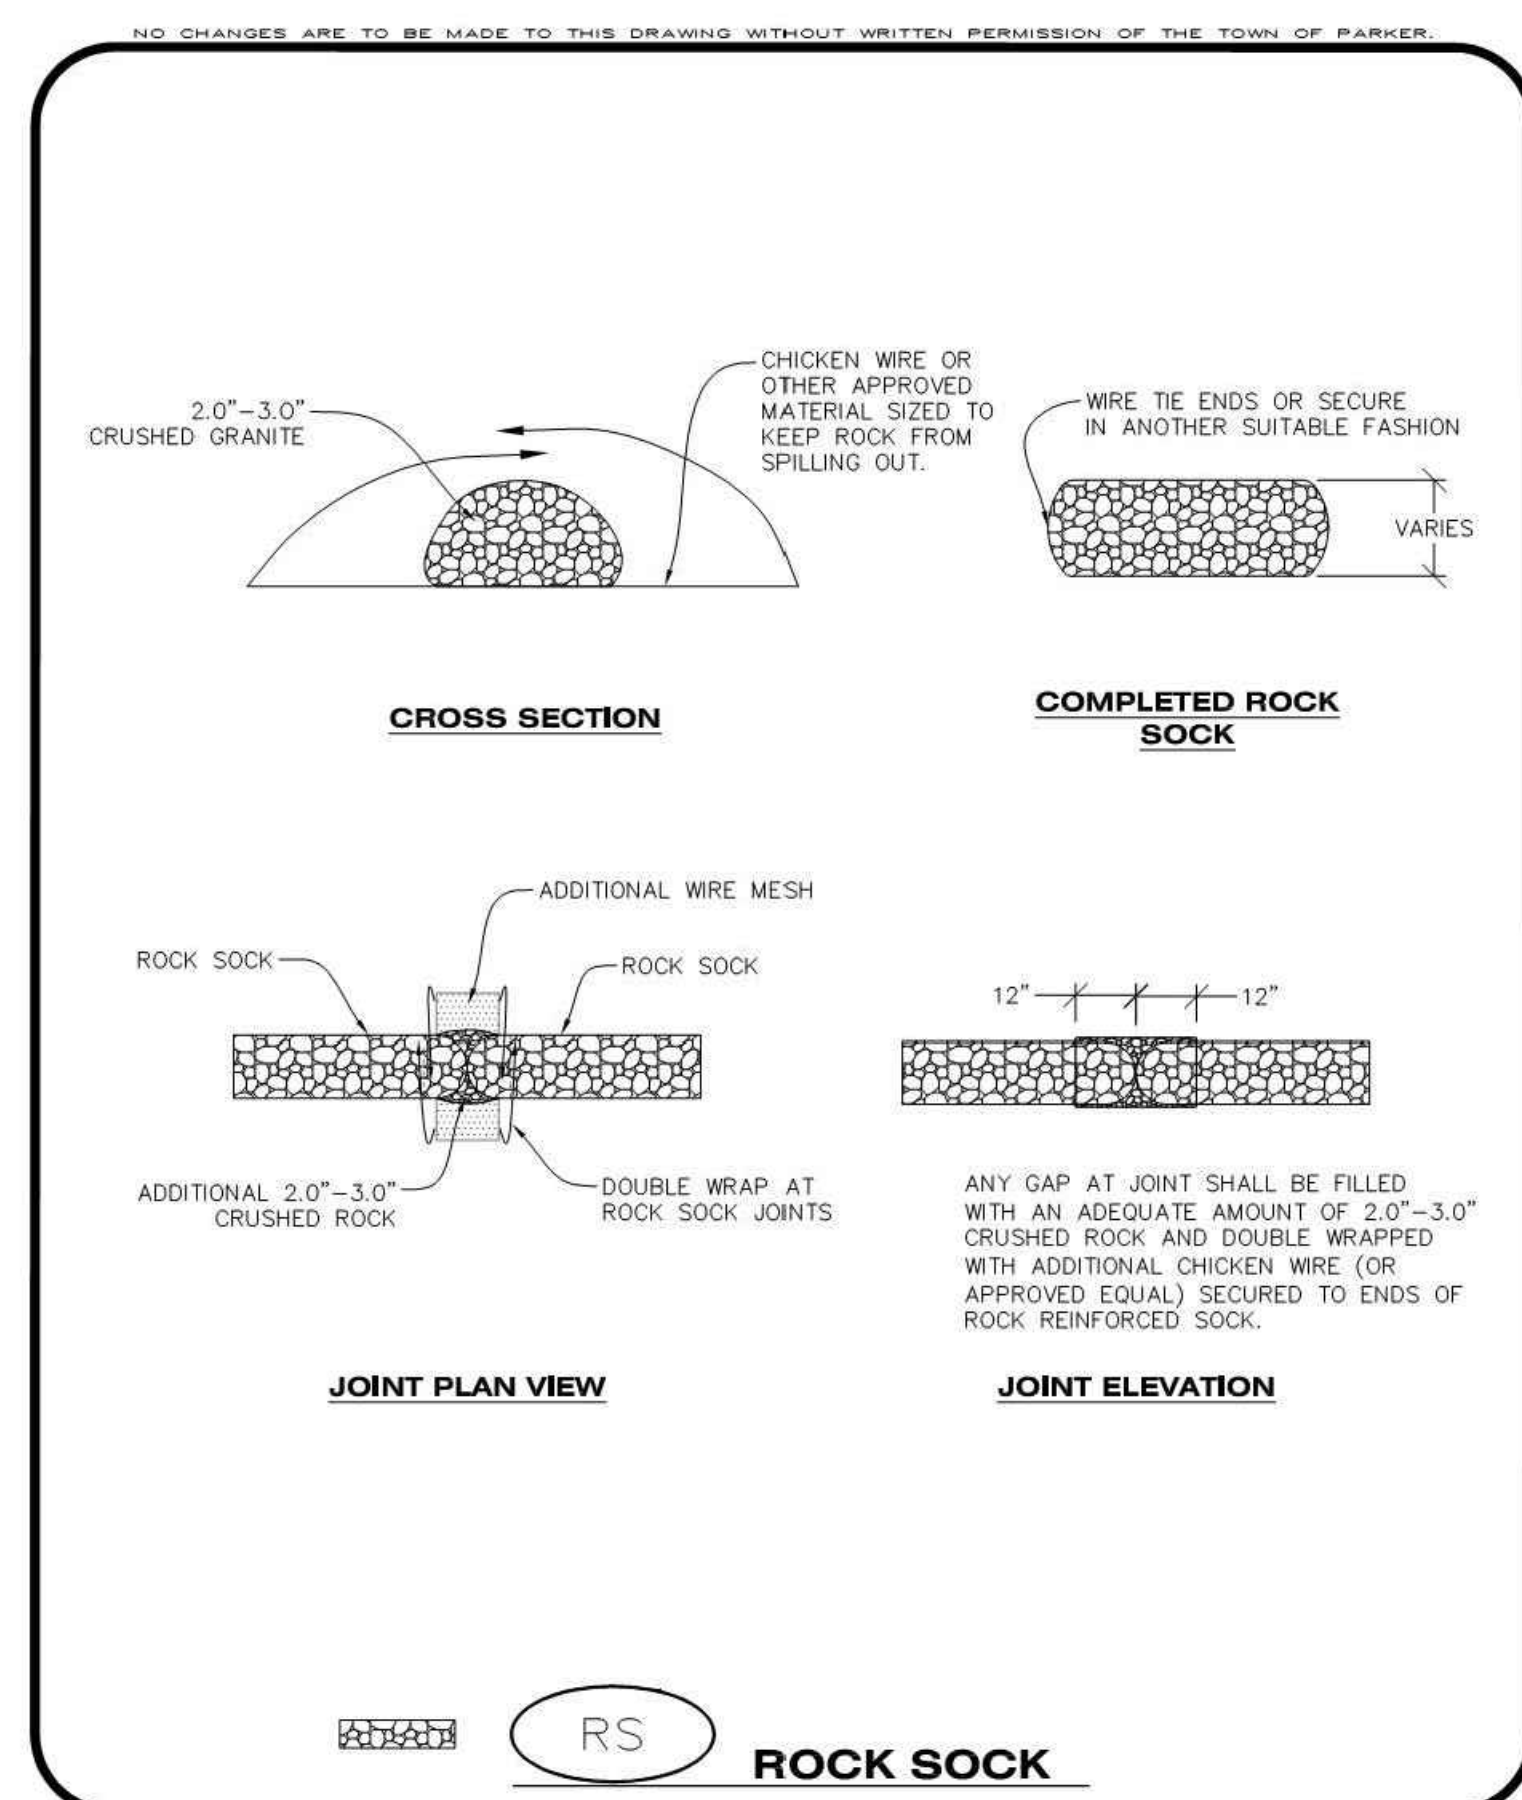 NO CHANGES ARE TO BE MADE TO THIS DRAWING WITHOUT WRITTEN PERMISSION OF THE TOWN OF PARKER.
2.0"-3.0"
CRUSHED GRANITE
CHICKEN WIRE OR
OTHER APPROVED
MATERIAL SIZED TO
KEEP ROCK FROM
SPILLING OUT.
WIRE TIE ENDS OR SECURE
IN ANOTHER SUITABLE FASHION
VARIES
CROSS SECTION
COMPLETED ROCK
SOCK
ADDITIONAL WIRE MESH
ROCK SOCK
ROCK SOCK
ADDITIONAL 2.0"-3.0"
CRUSHED ROCK
DOUBLE WRAP AT
ROCK SOCK JOINTS
12"
12"
ANY GAP AT JOINT SHALL BE FILLED
WITH AN ADEQUATE AMOUNT OF 2.0"-3.0"
CRUSHED ROCK AND DOUBLE WRAPPED
WITH ADDITIONAL CHICKEN WIRE (OR
APPROVED EQUAL) SECURED TO ENDS OF
ROCK REINFORCED SOCK.
JOINT PLAN VIEW
JOINT ELEVATION
RS
ROCK SOCK